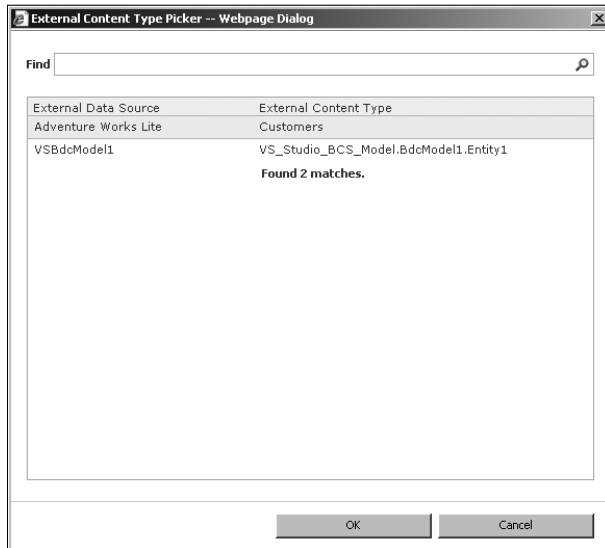 External Content Type Picker -- Webpage Dialog
Find
External Data Source External Content Type
Adventure Works Lite Customers
VSBdcModel1 VS_Studio_BCS_Model.BdcModel1.Entity1
Found 2 matches.
OK Cancel